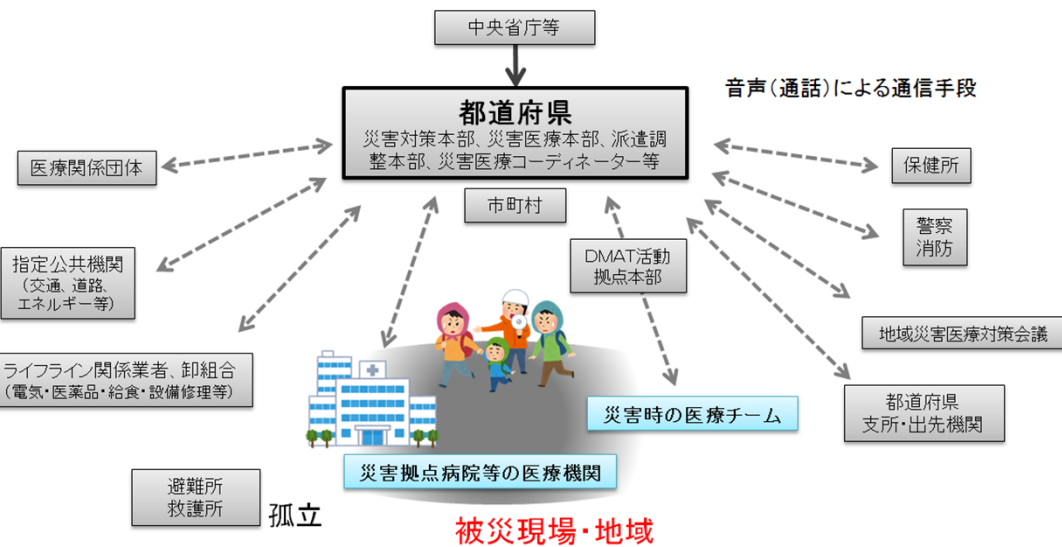 中央省庁等
音声（通話）による通信手段
都道府県
災害対策本部、災害医療本部、派遣調
整本部、災害医療コーディネーター等
医療関係団体
保健所
市町村
警察
消防
指定公共機関
（交通、道路、
エネルギー等）
DMAT活動
拠点本部
地域災害医療対策会議
ライフライン関係業者、卸組合
（電気・医薬品・給食・設備修理等）
災害時の医療チーム
都道府県
支所・出先機関
災害拠点病院等の医療機関
避難所
救護所
孤立
被災現場・地域